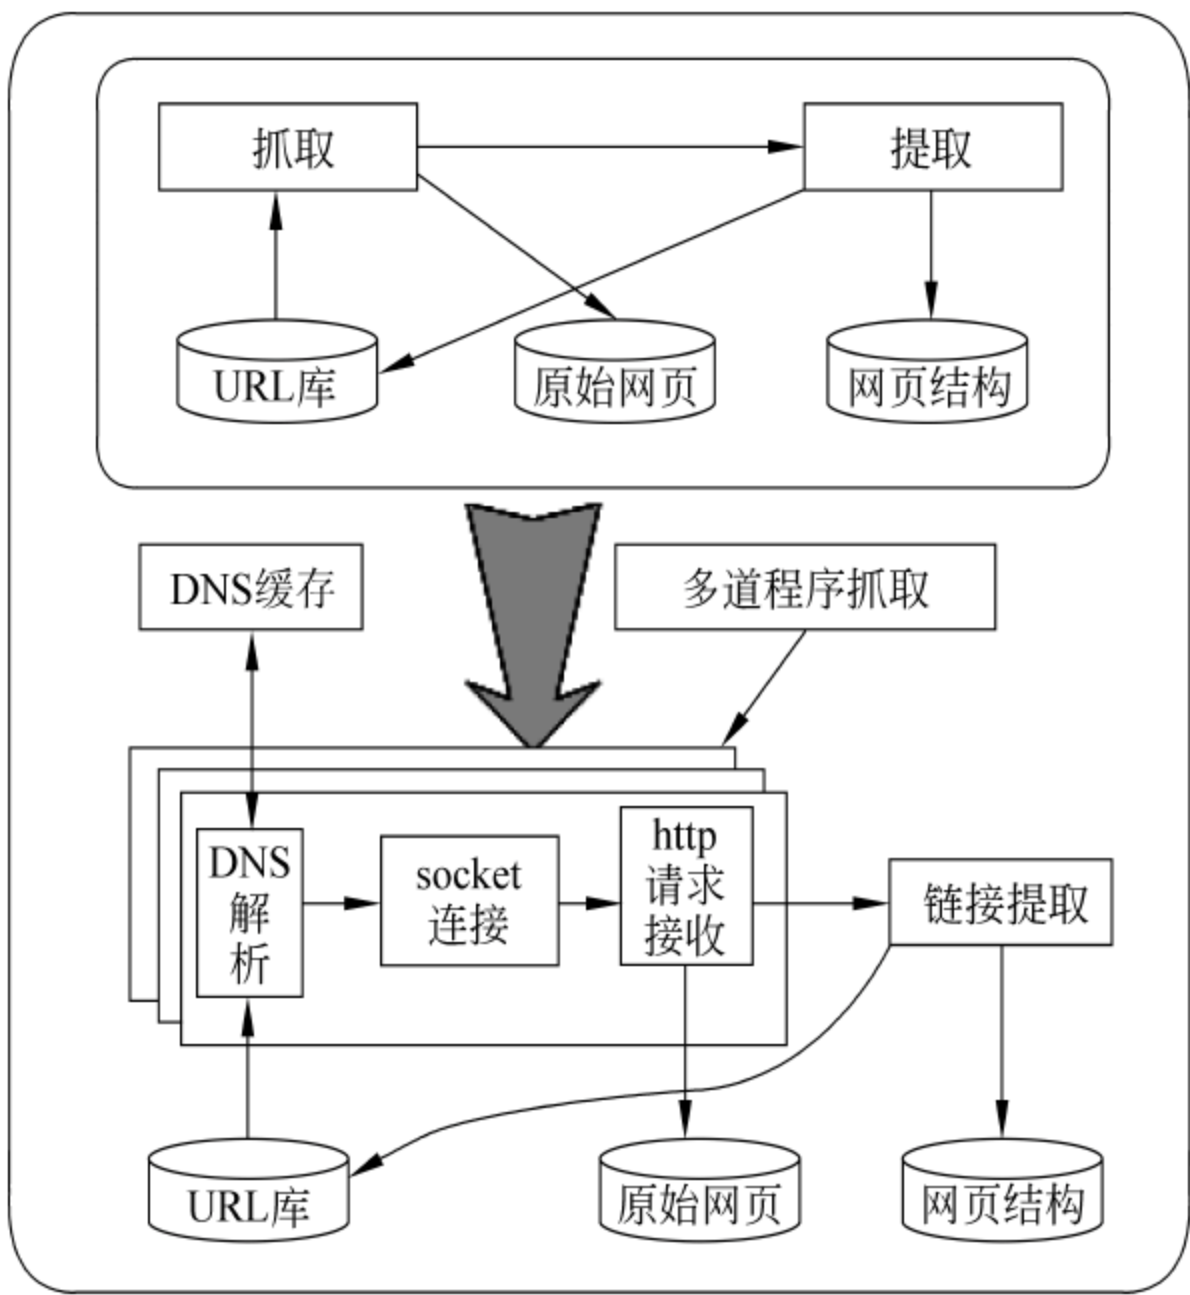 抓取
提取
URL库
原始网页
网页结构
DNS缓存
多道程序抓取
DNS
解
析
socket
连接
http
请求
接收
链接提取
URL库
原始网页
网页结构